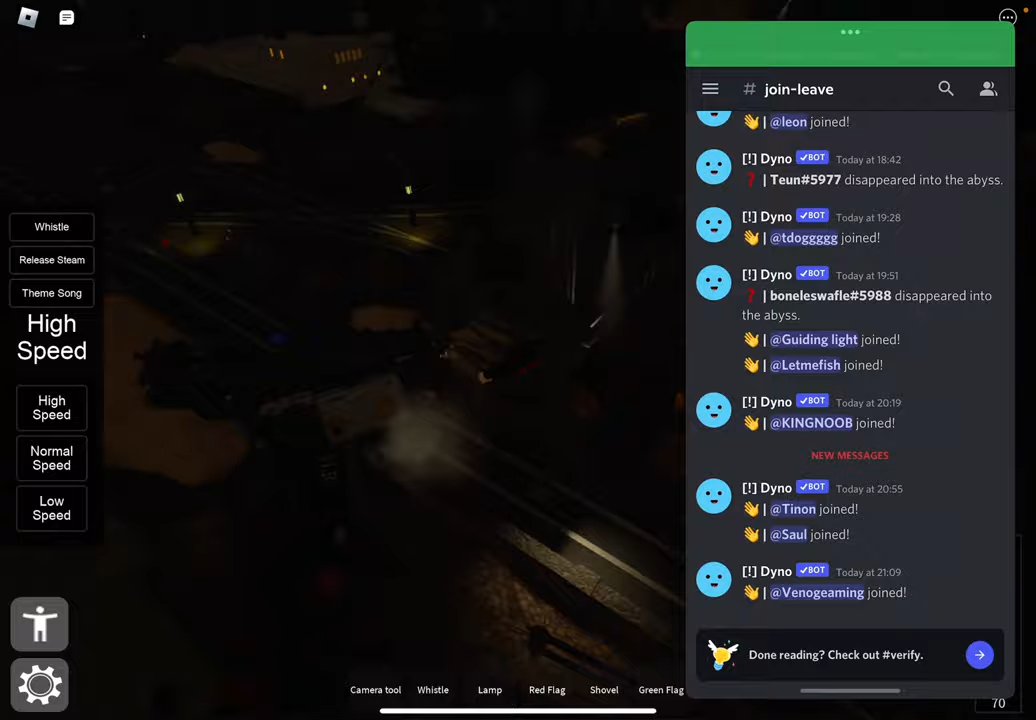 # join-leave
👋 | @leon joined!
[!] Dyno ✔BOT Today at 18:42
❓ | Teun#5977 disappeared into the abyss.
[!] Dyno ✔BOT Today at 19:28
👋 | @tdoggggg joined!
[!] Dyno ✔BOT Today at 19:51
❓ | boneleswafle#5988 disappeared into
the abyss.
👋 | @Guiding light joined!
👋 | @Letmefish joined!
[!] Dyno ✔BOT Today at 20:19
👋 | @KINGNOOB joined!
NEW MESSAGES
[!] Dyno ✔BOT Today at 20:55
👋 | @Tinon joined!
👋 | @Saul joined!
[!] Dyno ✔BOT Today at 21:09
👋 | @Venogeaming joined!
Done reading? Check out #verify.
Whistle
Release Steam
Theme Song
High
Speed
High
Speed
Normal
Speed
Low
Speed
Camera tool Whistle Lamp Red Flag Shovel Green Flag
70